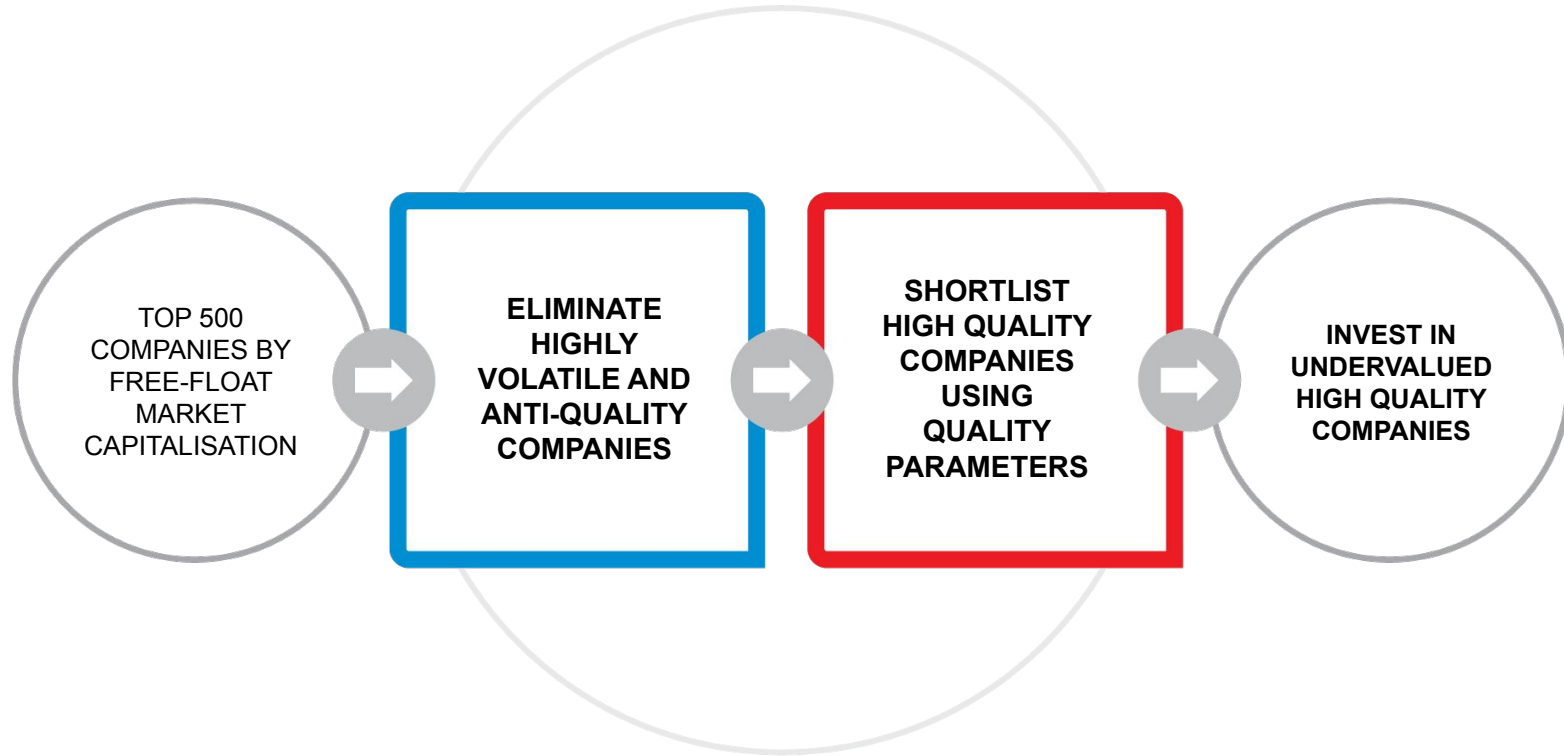 TOP 500
COMPANIES BY
FREE-FLOAT
MARKET
CAPITALISATION
ELIMINATE
HIGHLY
VOLATILE AND
ANTI-QUALITY
COMPANIES
SHORTLIST
HIGH QUALITY
COMPANIES
USING
QUALITY
PARAMETERS
INVEST IN
UNDERVALUED
HIGH QUALITY
COMPANIES